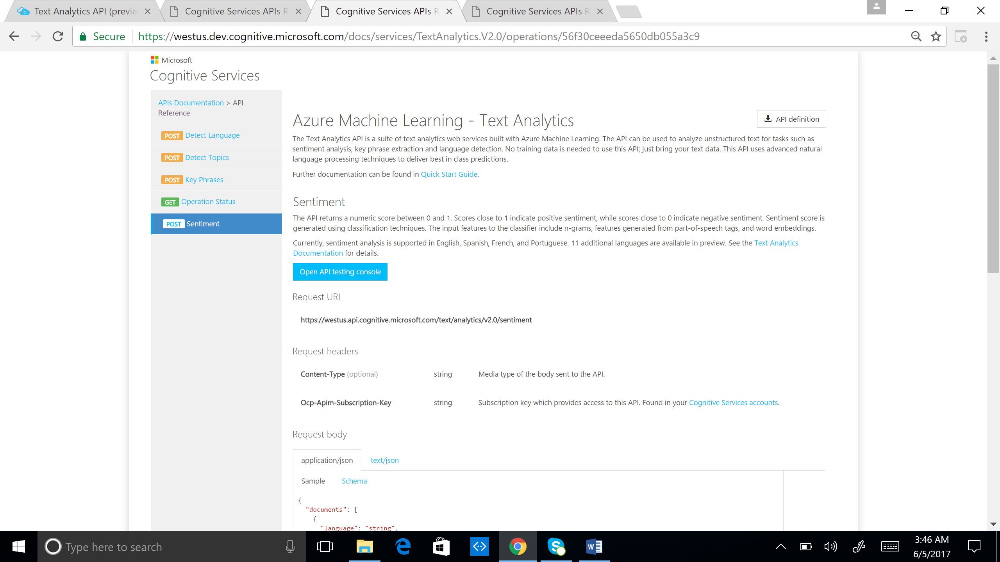 Text Analytics API (previe
Cognitive Services APIs R
Cognitive Services APIs R
Cognitive Services APIs R
Secure
https://westus.dev.cognitive.microsoft.com/docs/services/TextAnalytics.V2.0/operations/56f30ceeeda5650db055a3c9
Microsoft
Cognitive Services
APIs Documentation > API
Reference
POST Detect Language
POST Detect Topics
POST Key Phrases
GET Operation Status
POST Sentiment
Azure Machine Learning - Text Analytics
API definition
The Text Analytics API is a suite of text analytics web services built with Azure Machine Learning. The API can be used to analyze unstructured text for tasks such as
sentiment analysis, key phrase extraction and language detection. No training data is needed to use this API; just bring your text data. This API uses advanced natural
language processing techniques to deliver best in class predictions.
Further documentation can be found in Quick Start Guide.
Sentiment
The API returns a numeric score between 0 and 1. Scores close to 1 indicate positive sentiment, while scores close to 0 indicate negative sentiment. Sentiment score is
generated using classification techniques. The input features to the classifier include n-grams, features generated from part-of-speech tags, and word embeddings.
Currently, sentiment analysis is supported in English, Spanish, French, and Portuguese. 11 additional languages are available in preview. See the Text Analytics
Documentation for details.
Open API testing console
Request URL
https://westus.api.cognitive.microsoft.com/text/analytics/v2.0/sentiment
Request headers
Content-Type (optional) string Media type of the body sent to the API.
Ocp-Apim-Subscription-Key string Subscription key which provides access to this API. Found in your Cognitive Services accounts.
Request body
application/json text/json
Sample Schema
{
"documents": [
{
"language": "string",
Type here to search
3:46 AM
6/5/2017